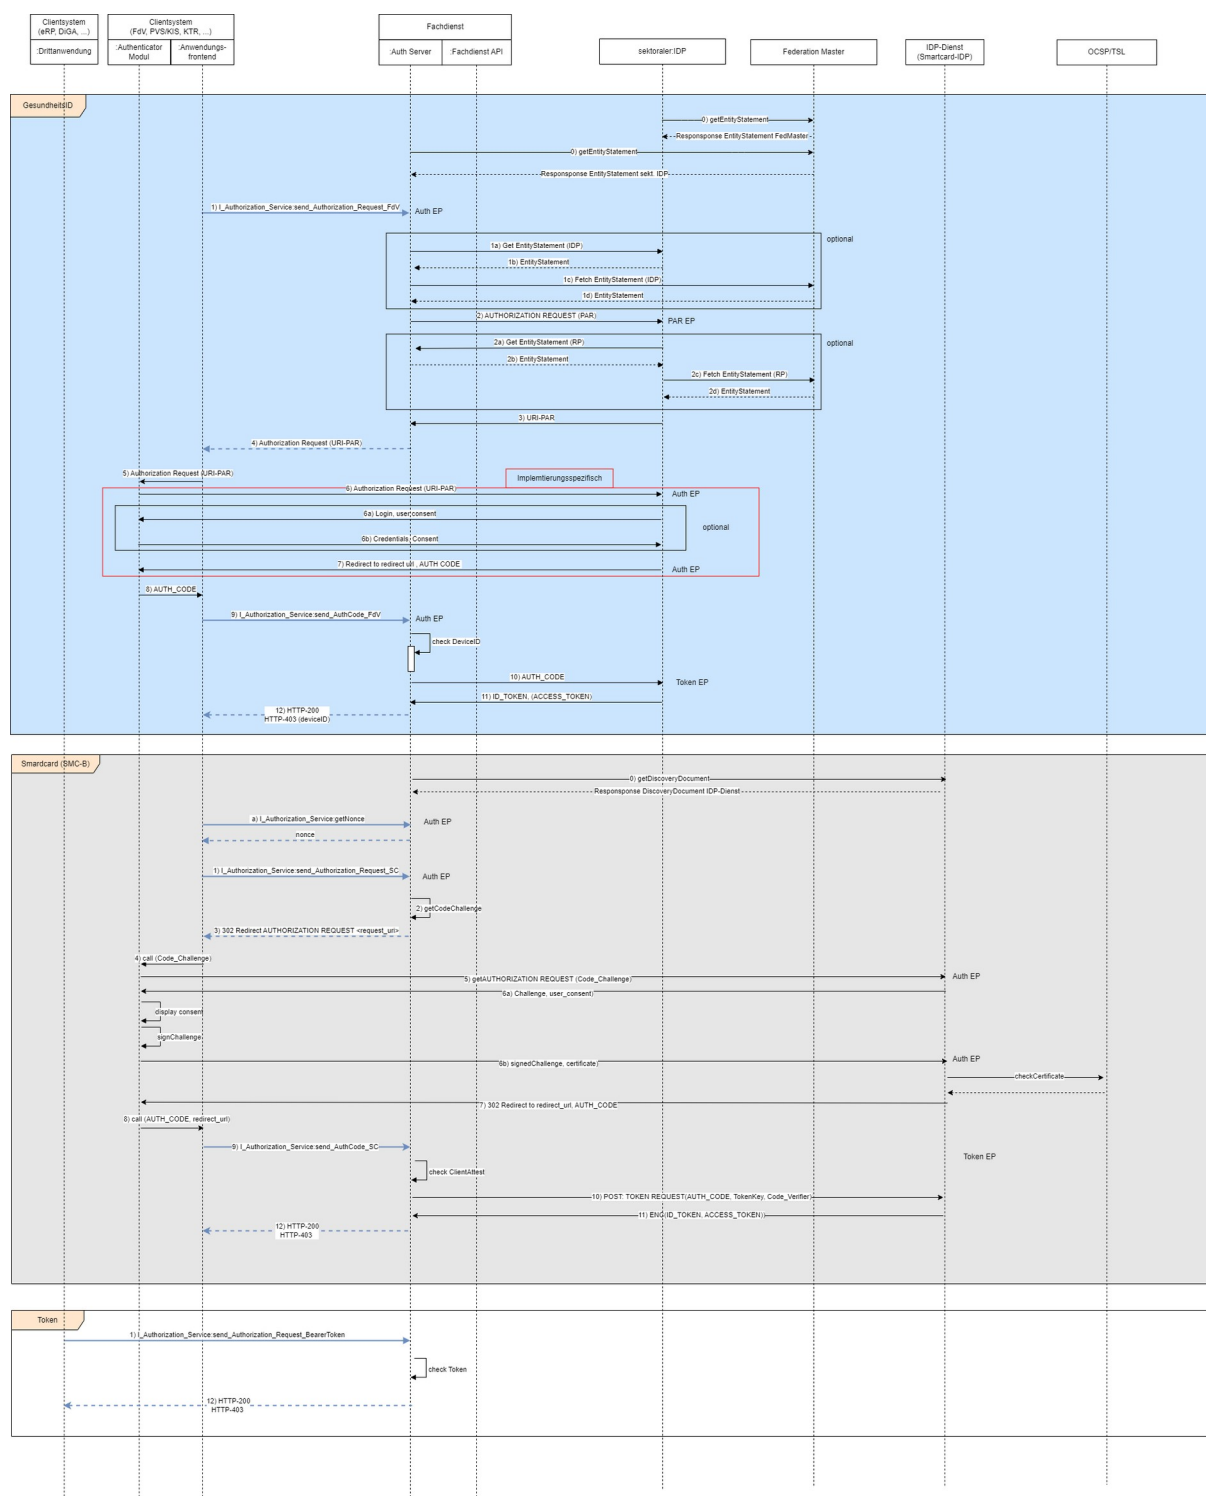 Clientsystem
(eRP, DiGA, ...)
:Drittanwendung
Clientsystem
(FdV, PVS/KIS, KTR, ...)
:Authenticator
Modul
:Anwendungs-
frontend
Fachdienst
:Auth Server
:Fachdienst API
sektoraler:IDP
Federation Master
IDP-Dienst
(Smartcard-IDP)
OCSP/TSL
GesundheitsID
0) getEntityStatement
Responsponse EntityStatement FedMaster
0) getEntityStatement
Responsponse EntityStatement sekt. IDP
1) I_Authorization_Service:send_Authorization_Request_FdV
Auth EP
optional
1a) Get EntityStatement (IDP)
1b) EntityStatement
1c) Fetch EntityStatement (IDP)
1d) EntityStatement
2) AUTHORIZATION REQUEST (PAR)
PAR EP
optional
2a) Get EntityStatement (RP)
2b) EntityStatement
2c) Fetch EntityStatement (RP)
2d) EntityStatement
3) URI-PAR
4) Authorization Request (URI-PAR)
5) Authorization Request (URI-PAR)
Implemtierungsspezifisch
6) Authorization Request (URI-PAR)
Auth EP
6a) Login, user consent
optional
6b) Credentials, Consent
7) Redirect to redirect url , AUTH CODE
Auth EP
8) AUTH_CODE
9) I_Authorization_Service:send_AuthCode_FdV
Auth EP
check DeviceID
10) AUTH_CODE
Token EP
11) ID_TOKEN, (ACCESS_TOKEN)
12) HTTP-200
HTTP-403 (deviceID)
Smardcard (SMC-B)
0) getDiscoveryDocument
Responsponse DiscoveryDocument IDP-Dienst
a) I_Authorization_Service:getNonce
Auth EP
nonce
1) I_Authorization_Service:send_Authorization_Request_SC
Auth EP
2) getCodeChallenge
3) 302 Redirect AUTHORIZATION REQUEST <request_uri>
4) call (Code_Challenge)
5) getAUTHORIZATION REQUEST (Code_Challenge)
Auth EP
6a) Challenge, user_consent)
display consent
signChallenge
6b) signedChallenge, certificate)
Auth EP
checkCertificate
7) 302 Redirect to redirect_url, AUTH_CODE
8) call (AUTH_CODE, redirect_url)
9) I_Authorization_Service:send_AuthCode_SC
Token EP
check ClientAttest
10) POST: TOKEN REQUEST(AUTH_CODE, TokenKey, Code_Verifier)
11) ENC(ID_TOKEN, ACCESS_TOKEN))
12) HTTP-200
HTTP-403
Token
1) I_Authorization_Service:send_Authorization_Request_BearerToken
check Token
12) HTTP-200
HTTP-403